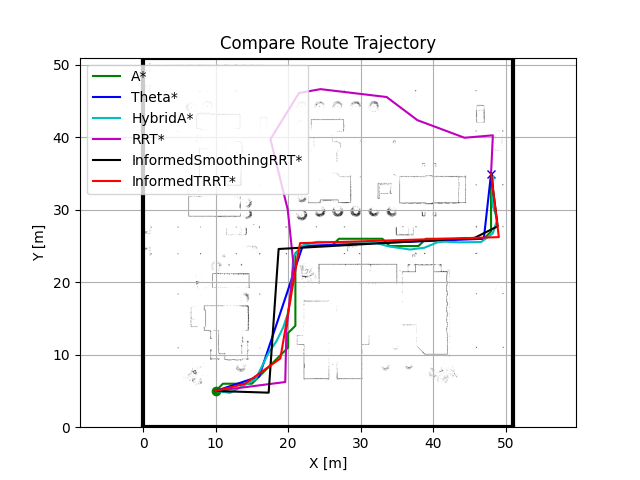 Compare Route Trajectory
A*
Theta*
HybridA*
RRT*
InformedSmoothingRRT*
InformedTRRT*
50
40
30
20
10
0
Y [m]
0 10 20 30 40 50
X [m]